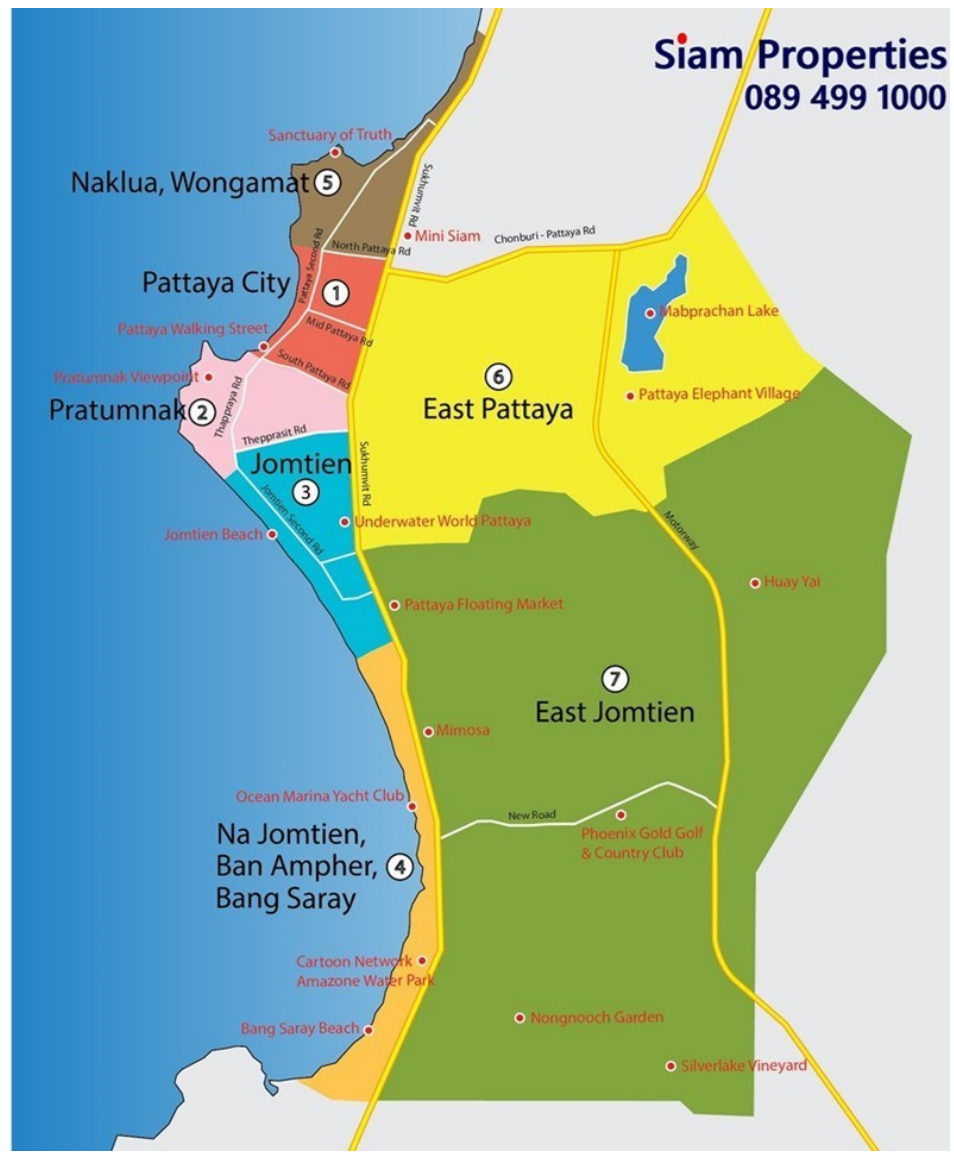 Siam Properties
089 499 1000
Sanctuary of Truth
Naklua, Wongamat
5
Sukhumvit Rd
Mini Siam
Chonburi - Pattaya Rd
North Pattaya Rd
Pattaya Second Rd
Pattaya City
1
Mabprachan Lake
Mid Pattaya Rd
Pattaya Walking Street
South Pattaya Rd
Pratumnak Viewpoint
6
East Pattaya
Pattaya Elephant Village
Pratumnak
2
Thappraya Rd
Thepprasit Rd
Jomtien
3
Sukhumvit Rd
Jomtien Second Rd
Underwater World Pattaya
Jomtien Beach
Motorway
Huay Yai
Pattaya Floating Market
7
East Jomtien
Mimosa
Ocean Marina Yacht Club
New Road
Phoenix Gold Golf
& Country Club
Na Jomtien,
Ban Ampher,
Bang Saray
4
Cartoon Network
Amazone Water Park
Nongnooch Garden
Bang Saray Beach
Silverlake Vineyard